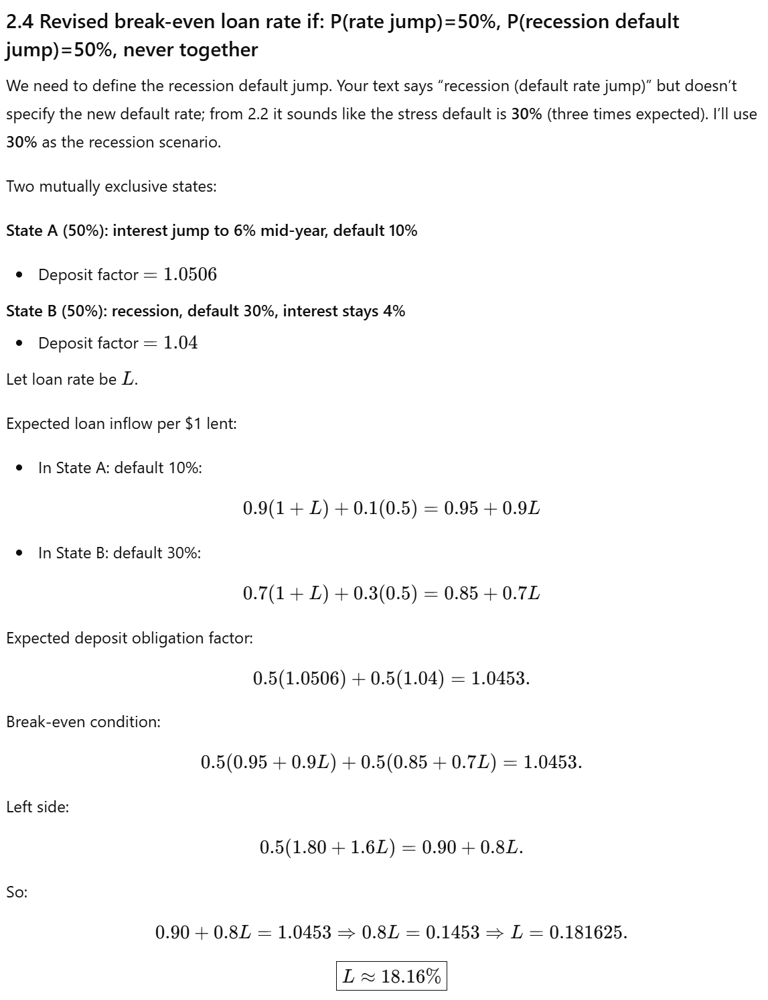 2.4 Revised break-even loan rate if: P(rate jump)=50%, P(recession default
jump)=50%, never together
We need to define the recession default jump. Your text says “recession (default rate jump)” but doesn’t
specify the new default rate; from 2.2 it sounds like the stress default is 30% (three times expected). I’ll use
30% as the recession scenario.
Two mutually exclusive states:
State A (50%): interest jump to 6% mid-year, default 10%
• Deposit factor = 1.0506
State B (50%): recession, default 30%, interest stays 4%
• Deposit factor = 1.04
Let loan rate be L.
Expected loan inflow per $1 lent:
• In State A: default 10%:
0.9(1 + L) + 0.1(0.5) = 0.95 + 0.9L
• In State B: default 30%:
0.7(1 + L) + 0.3(0.5) = 0.85 + 0.7L
Expected deposit obligation factor:
0.5(1.0506) + 0.5(1.04) = 1.0453.
Break-even condition:
0.5(0.95 + 0.9L) + 0.5(0.85 + 0.7L) = 1.0453.
Left side:
0.5(1.80 + 1.6L) = 0.90 + 0.8L.
So:
0.90 + 0.8L = 1.0453 ⇒ 0.8L = 0.1453 ⇒ L = 0.181625.
L ≈ 18.16%